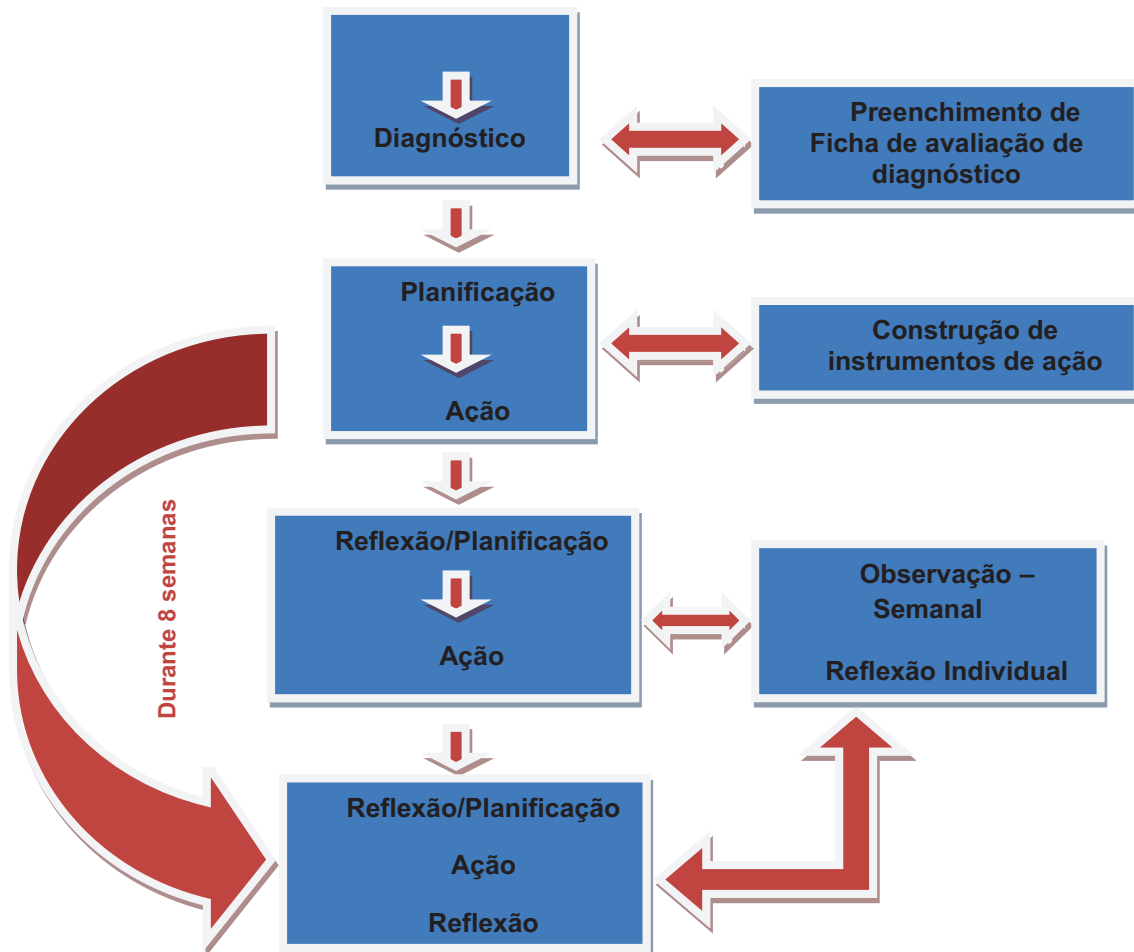 Diagnóstico
Preenchimento de
Ficha de avaliação de
diagnóstico
Planificação
Ação
Construção de
instrumentos de ação
Durante 8 semanas
Reflexão/Planificação
Ação
Observação –
Semanal
Reflexão Individual
Reflexão/Planificação
Ação
Reflexão